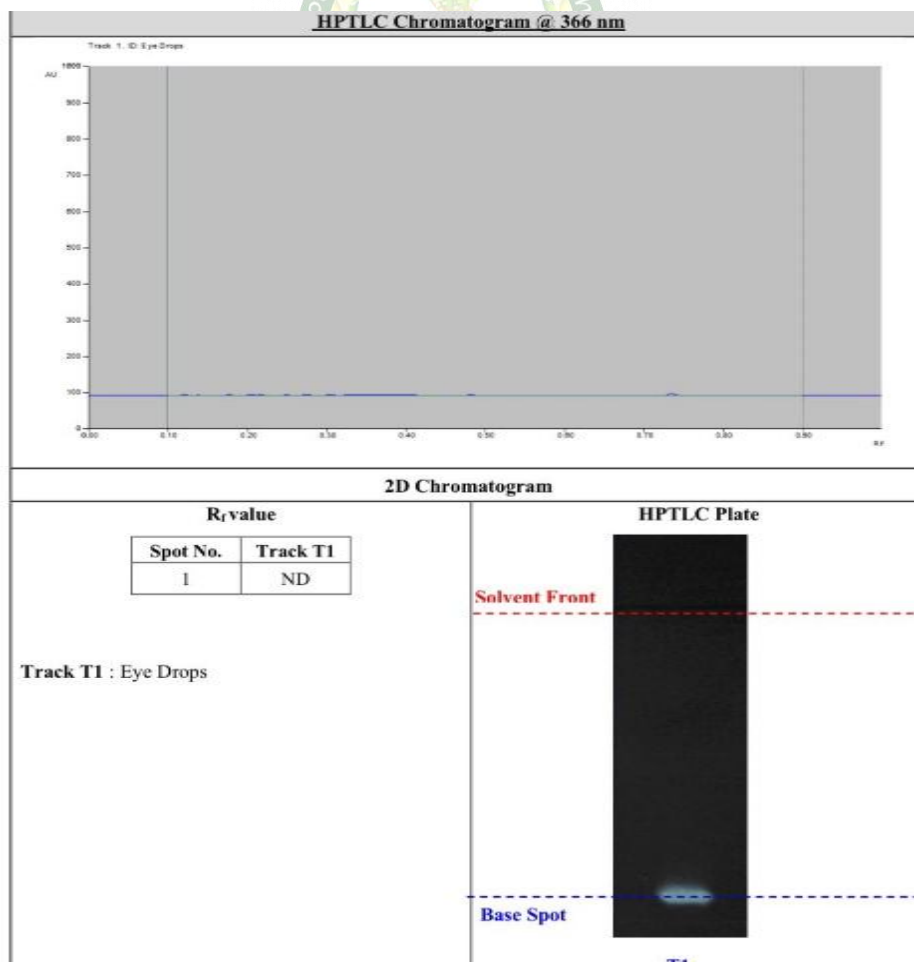 HPTLC Chromatogram @ 366 nm
Track 1, ID: Eye Drops
AU
1000
900
800
700
600
500
400
300
200
100
0
0.00 0.10 0.20 0.30 0.40 0.50 0.60 0.70 0.80 0.90
Rf
2D Chromatogram
Rf value
Spot No. Track T1
1 ND
Track T1 : Eye Drops
HPTLC Plate
Solvent Front
Base Spot
T1